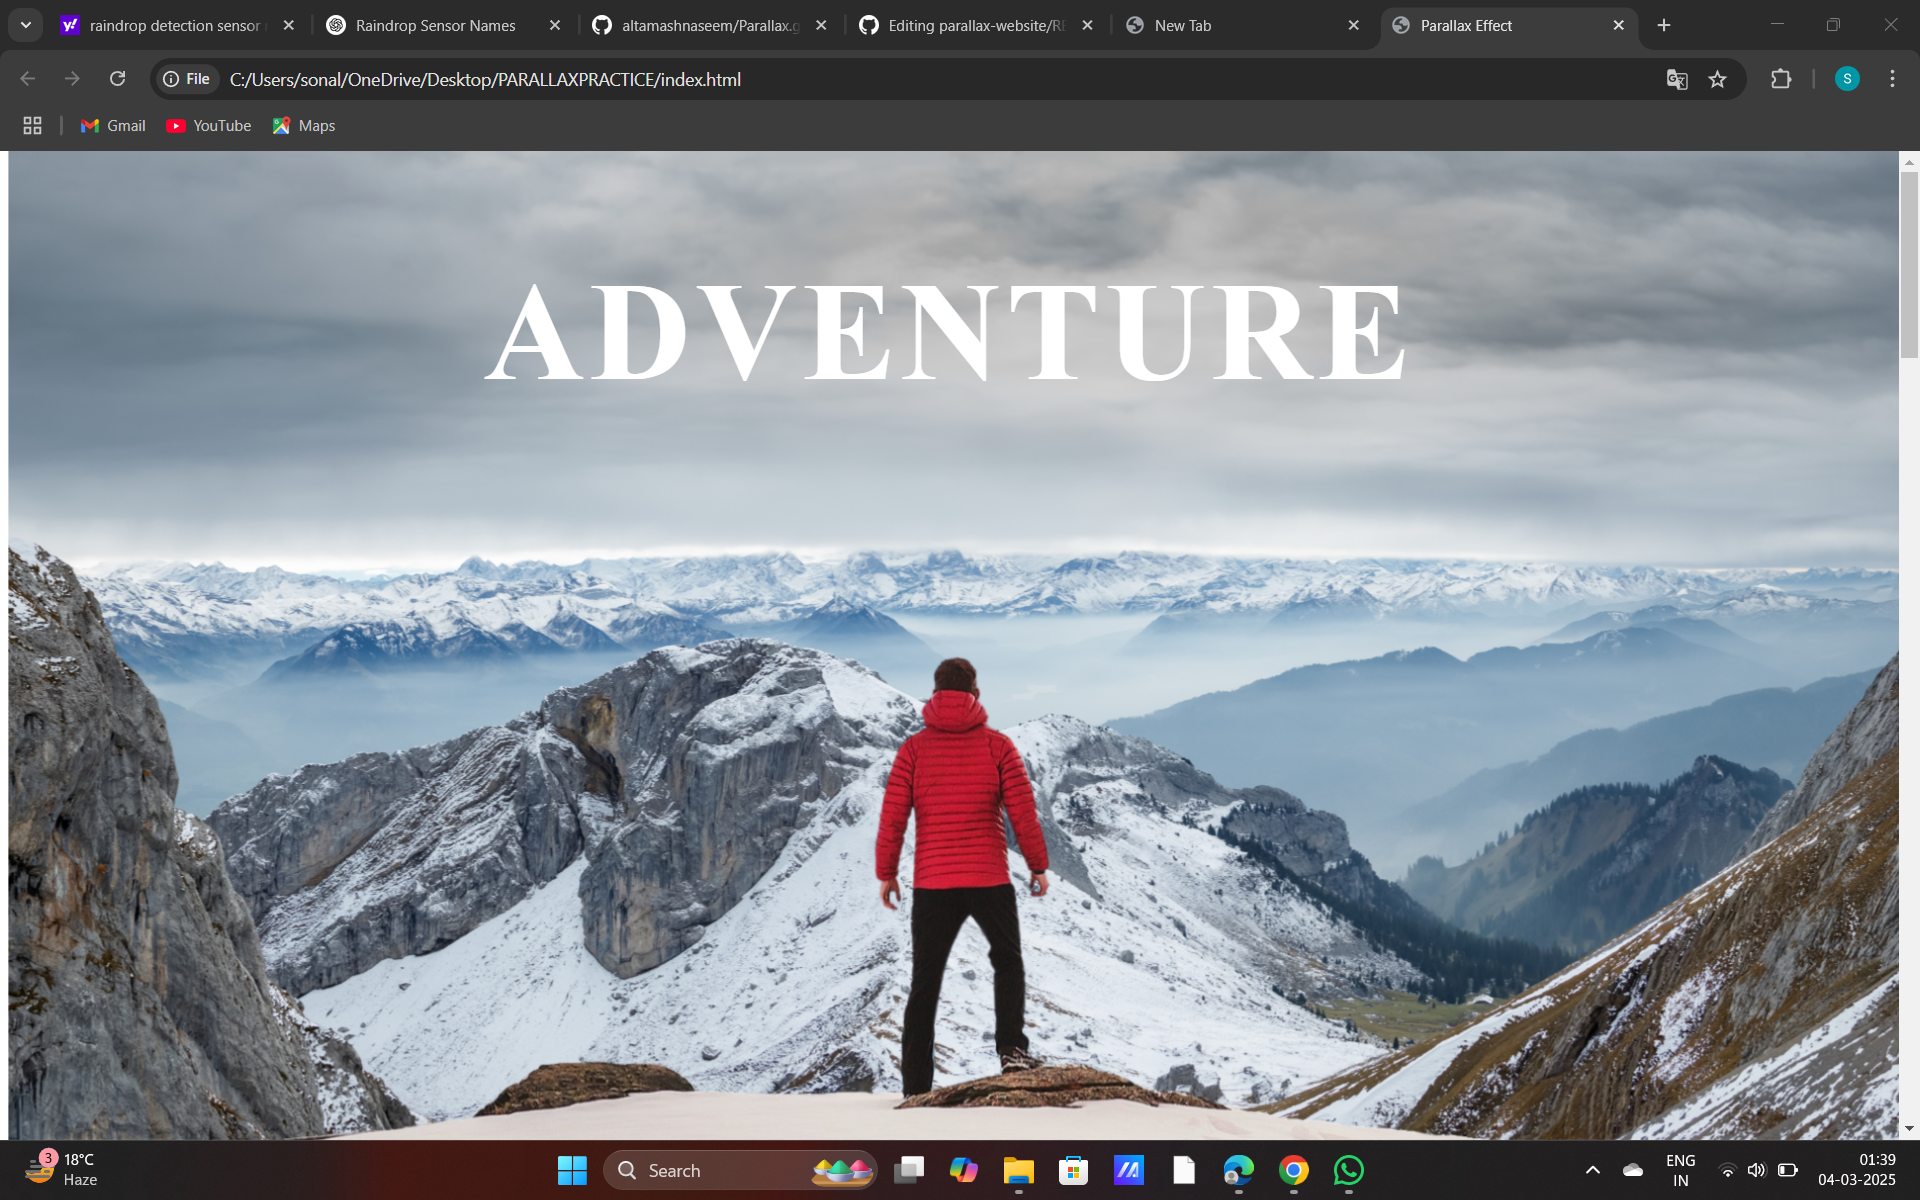 raindrop detection sensor
Raindrop Sensor Names
altamashnaseem/Parallax.g
Editing parallax-website/RE
New Tab
Parallax Effect
File
C:/Users/sonal/OneDrive/Desktop/PARALLAXPRACTICE/index.html
S
Gmail
YouTube
Maps
ADVENTURE
3
18°C
Haze
Search
ENG
IN
01:39
04-03-2025